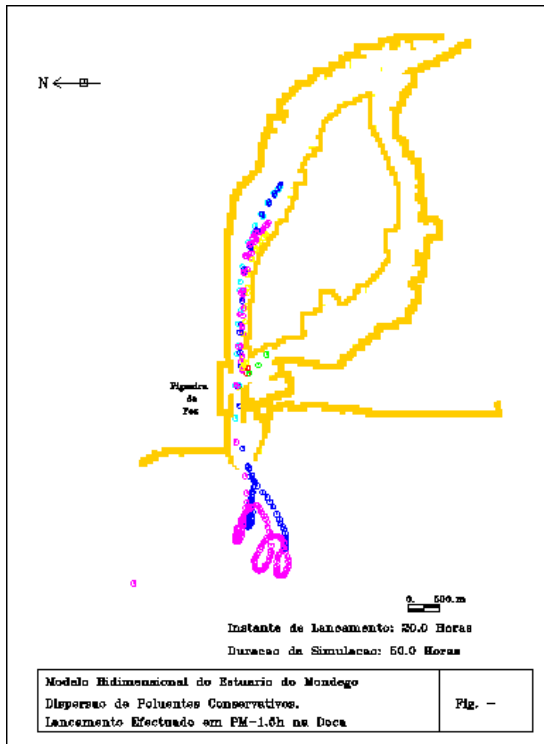 N
Figueira
da
Foz
0. 500.m
Instante de Lancamento: 20.0 Horas
Duracao da Simulacao: 50.0 Horas
Modelo Bidimensional do Estuario do Mondego
Dispersao de Poluentes Conservativos.
Lancamento Efectuado em PM-1.5h na Doca
Fig. -